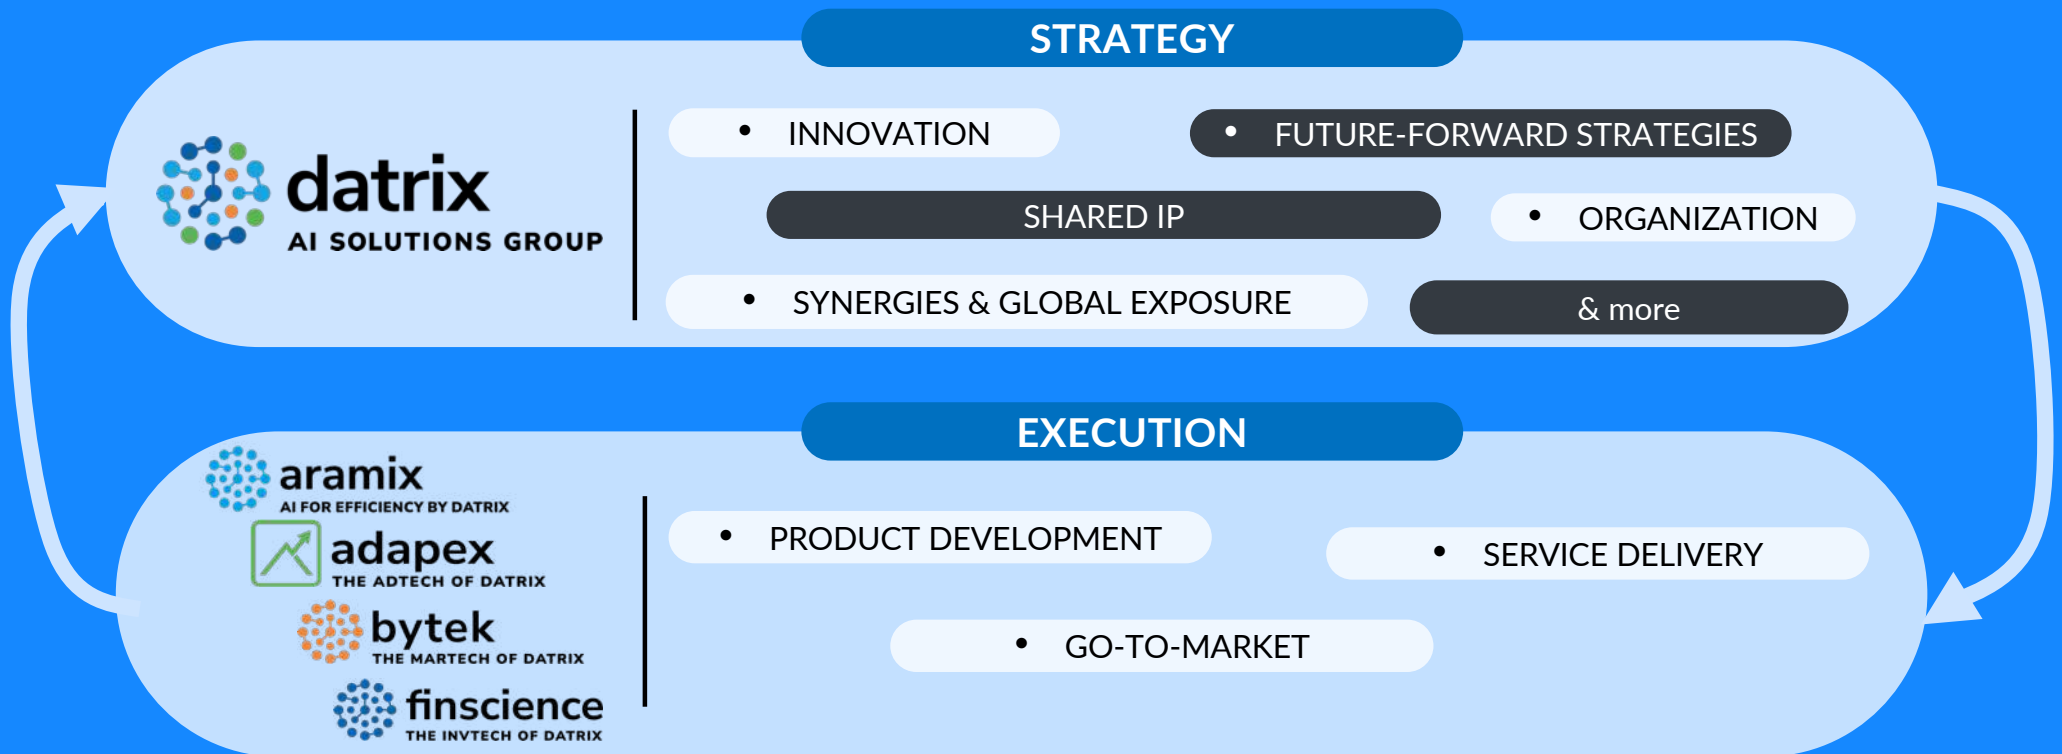 STRATEGY
datrix
AI SOLUTIONS GROUP
• INNOVATION
• FUTURE-FORWARD STRATEGIES
SHARED IP
• ORGANIZATION
• SYNERGIES & GLOBAL EXPOSURE
& more
EXECUTION
aramix
AI FOR EFFICIENCY BY DATRIX
adapex
THE ADTECH OF DATRIX
bytek
THE MARTECH OF DATRIX
finscience
THE INVTECH OF DATRIX
• PRODUCT DEVELOPMENT
• SERVICE DELIVERY
• GO-TO-MARKET